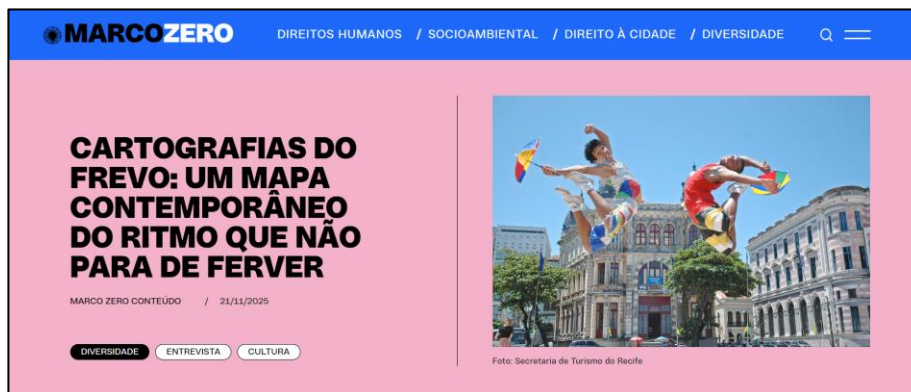 MARCOZERO
DIREITOS HUMANOS / SOCIOAMBIENTAL / DIREITO À CIDADE / DIVERSIDADE
CARTOGRAFIAS DO
FREVO: UM MAPA
CONTEMPORÂNEO
DO RITMO QUE NÃO
PARA DE FERVER
MARCO ZERO CONTEÚDO / 21/11/2025
DIVERSIDADE ENTREVISTA CULTURA
Foto: Secretaria de Turismo do Recife